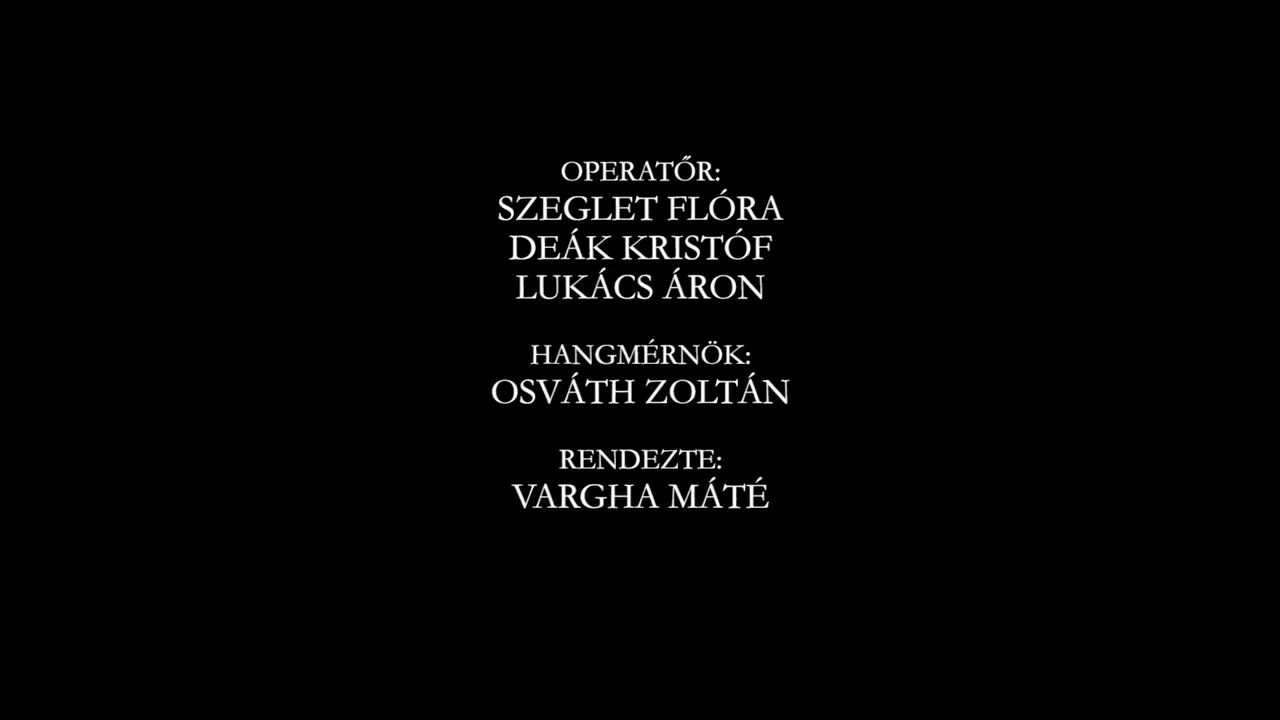 OPERATŐR:
SZEGLET FLÓRA
DEÁK KRISTÓF
LUKÁCS ÁRON
HANGMÉRNÖK:
OSVÁTH ZOLTÁN
RENDEZTE:
VARGHA MÁTÉ